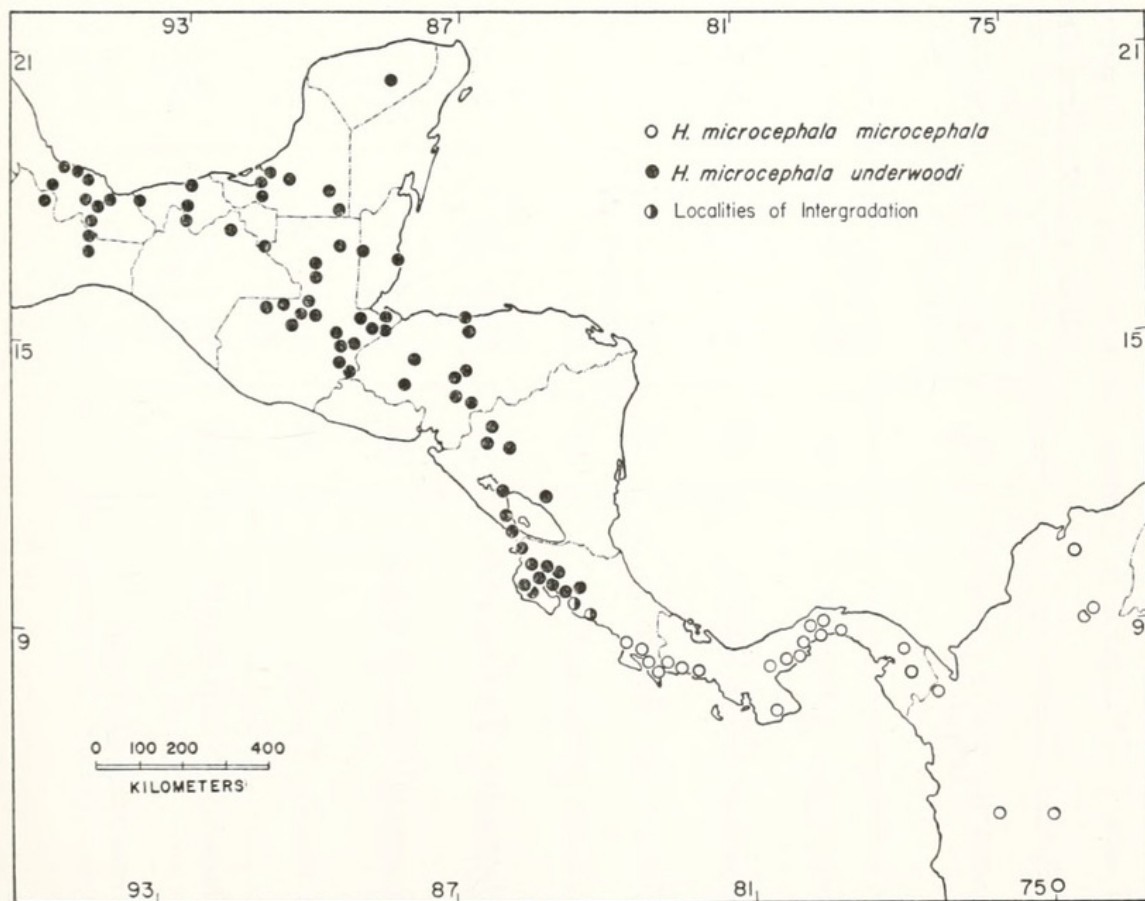 93 87 81 75
21 21
H. microcephala microcephala
H. microcephala underwoodi
Localities of Intergradation
15 15
9 9
0 100 200 400
KILOMETERS
93 87 81 75